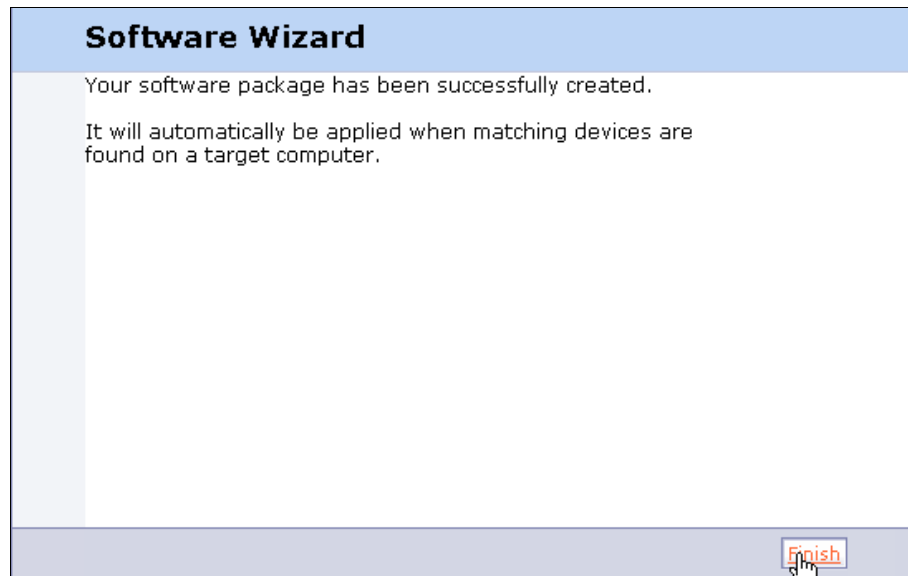 Software Wizard
Your software package has been successfully created.
It will automatically be applied when matching devices are
found on a target computer.
Finish